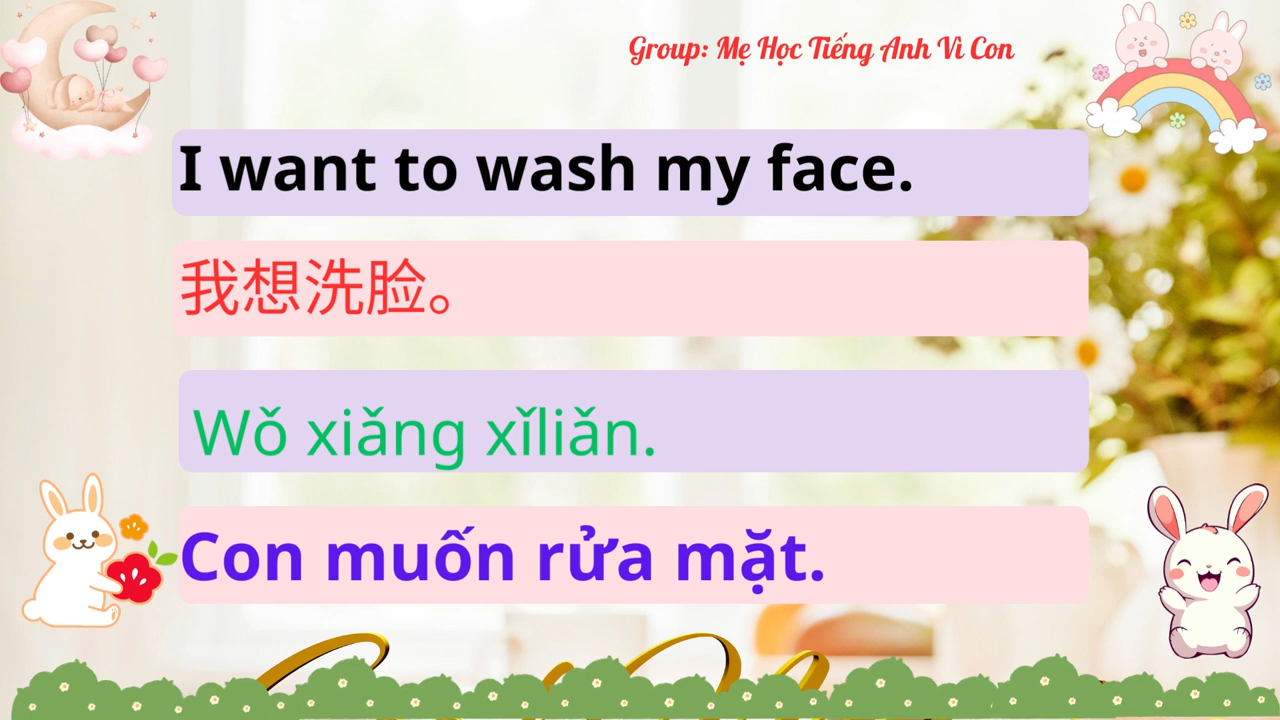 Group: Mẹ Học Tiếng Anh Vì Con
I want to wash my face.
我想洗脸。
Wǒ xiǎng xǐliǎn.
Con muốn rửa mặt.